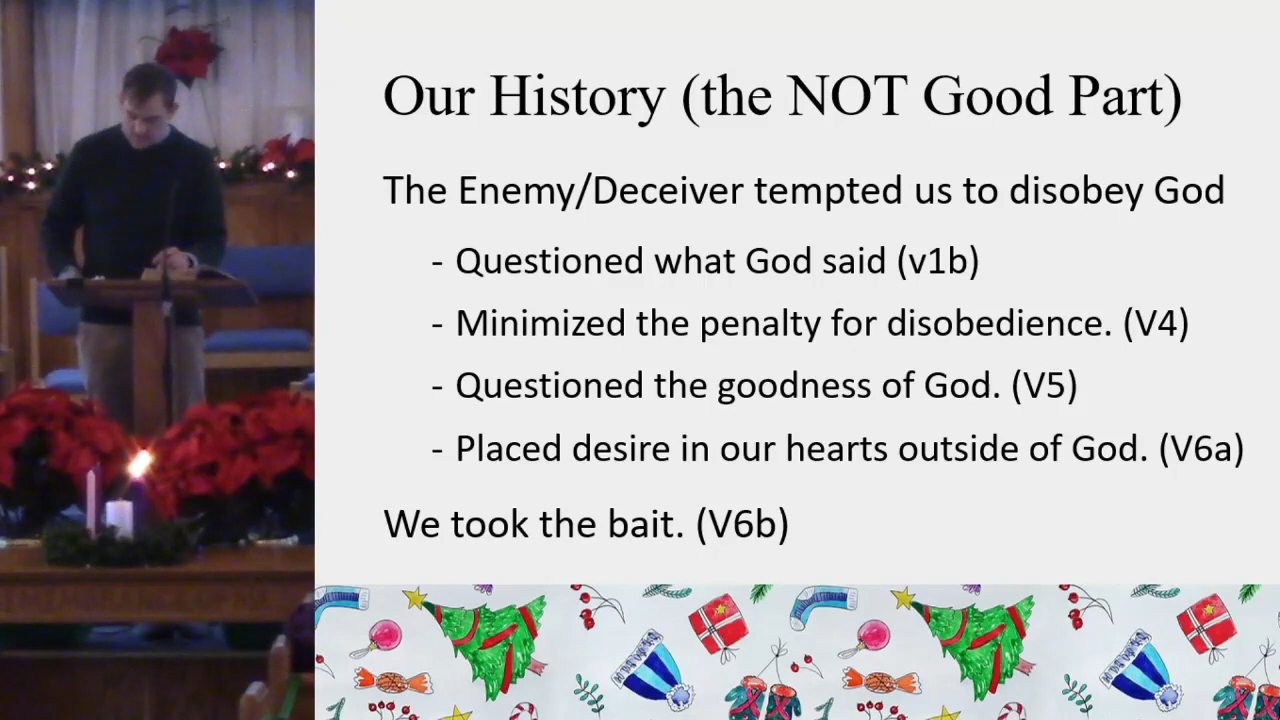 Our History (the NOT Good Part)
The Enemy/Deceiver tempted us to disobey God
- Questioned what God said (v1b)
- Minimized the penalty for disobedience. (V4)
- Questioned the goodness of God. (V5)
- Placed desire in our hearts outside of God. (V6a)
We took the bait. (V6b)